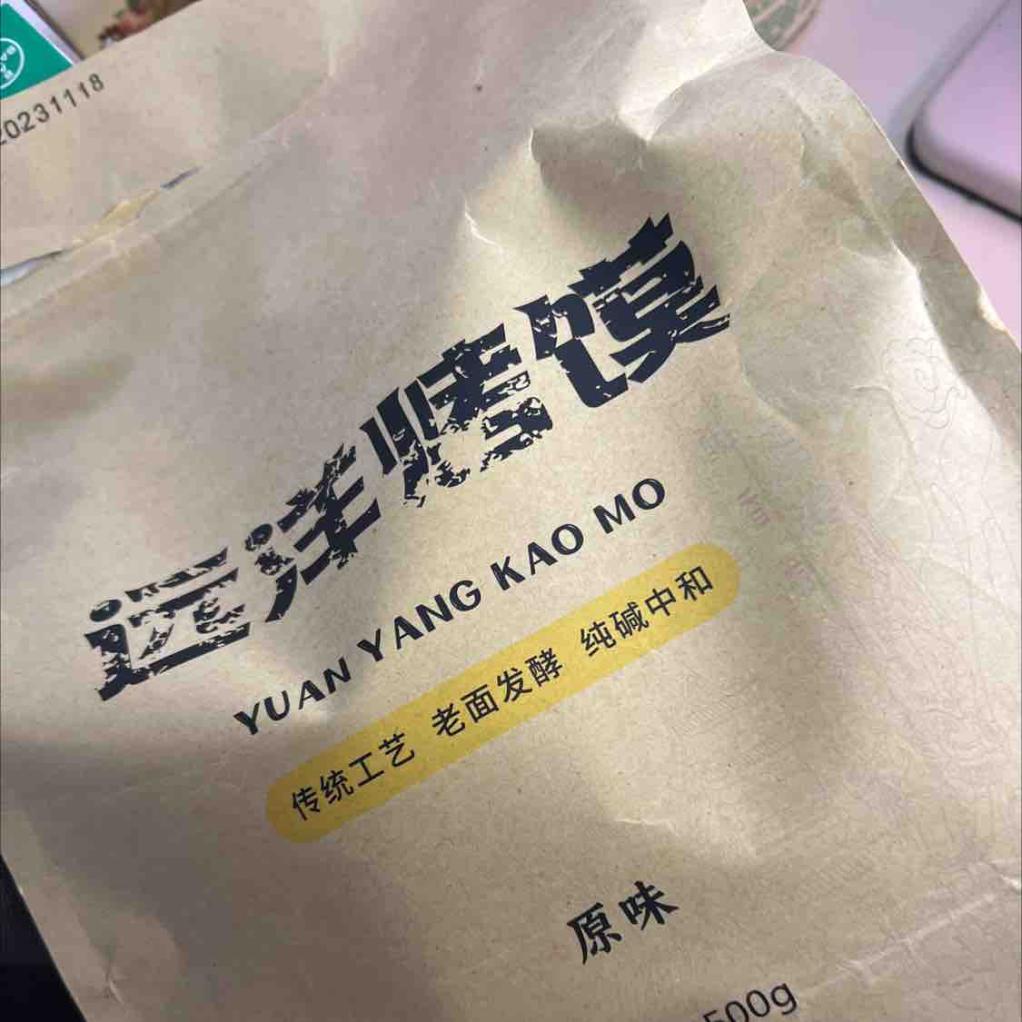 20231118
远洋烤馍
YUAN YANG KAO MO
传统工艺 老面发酵 纯碱中和
原味
500g